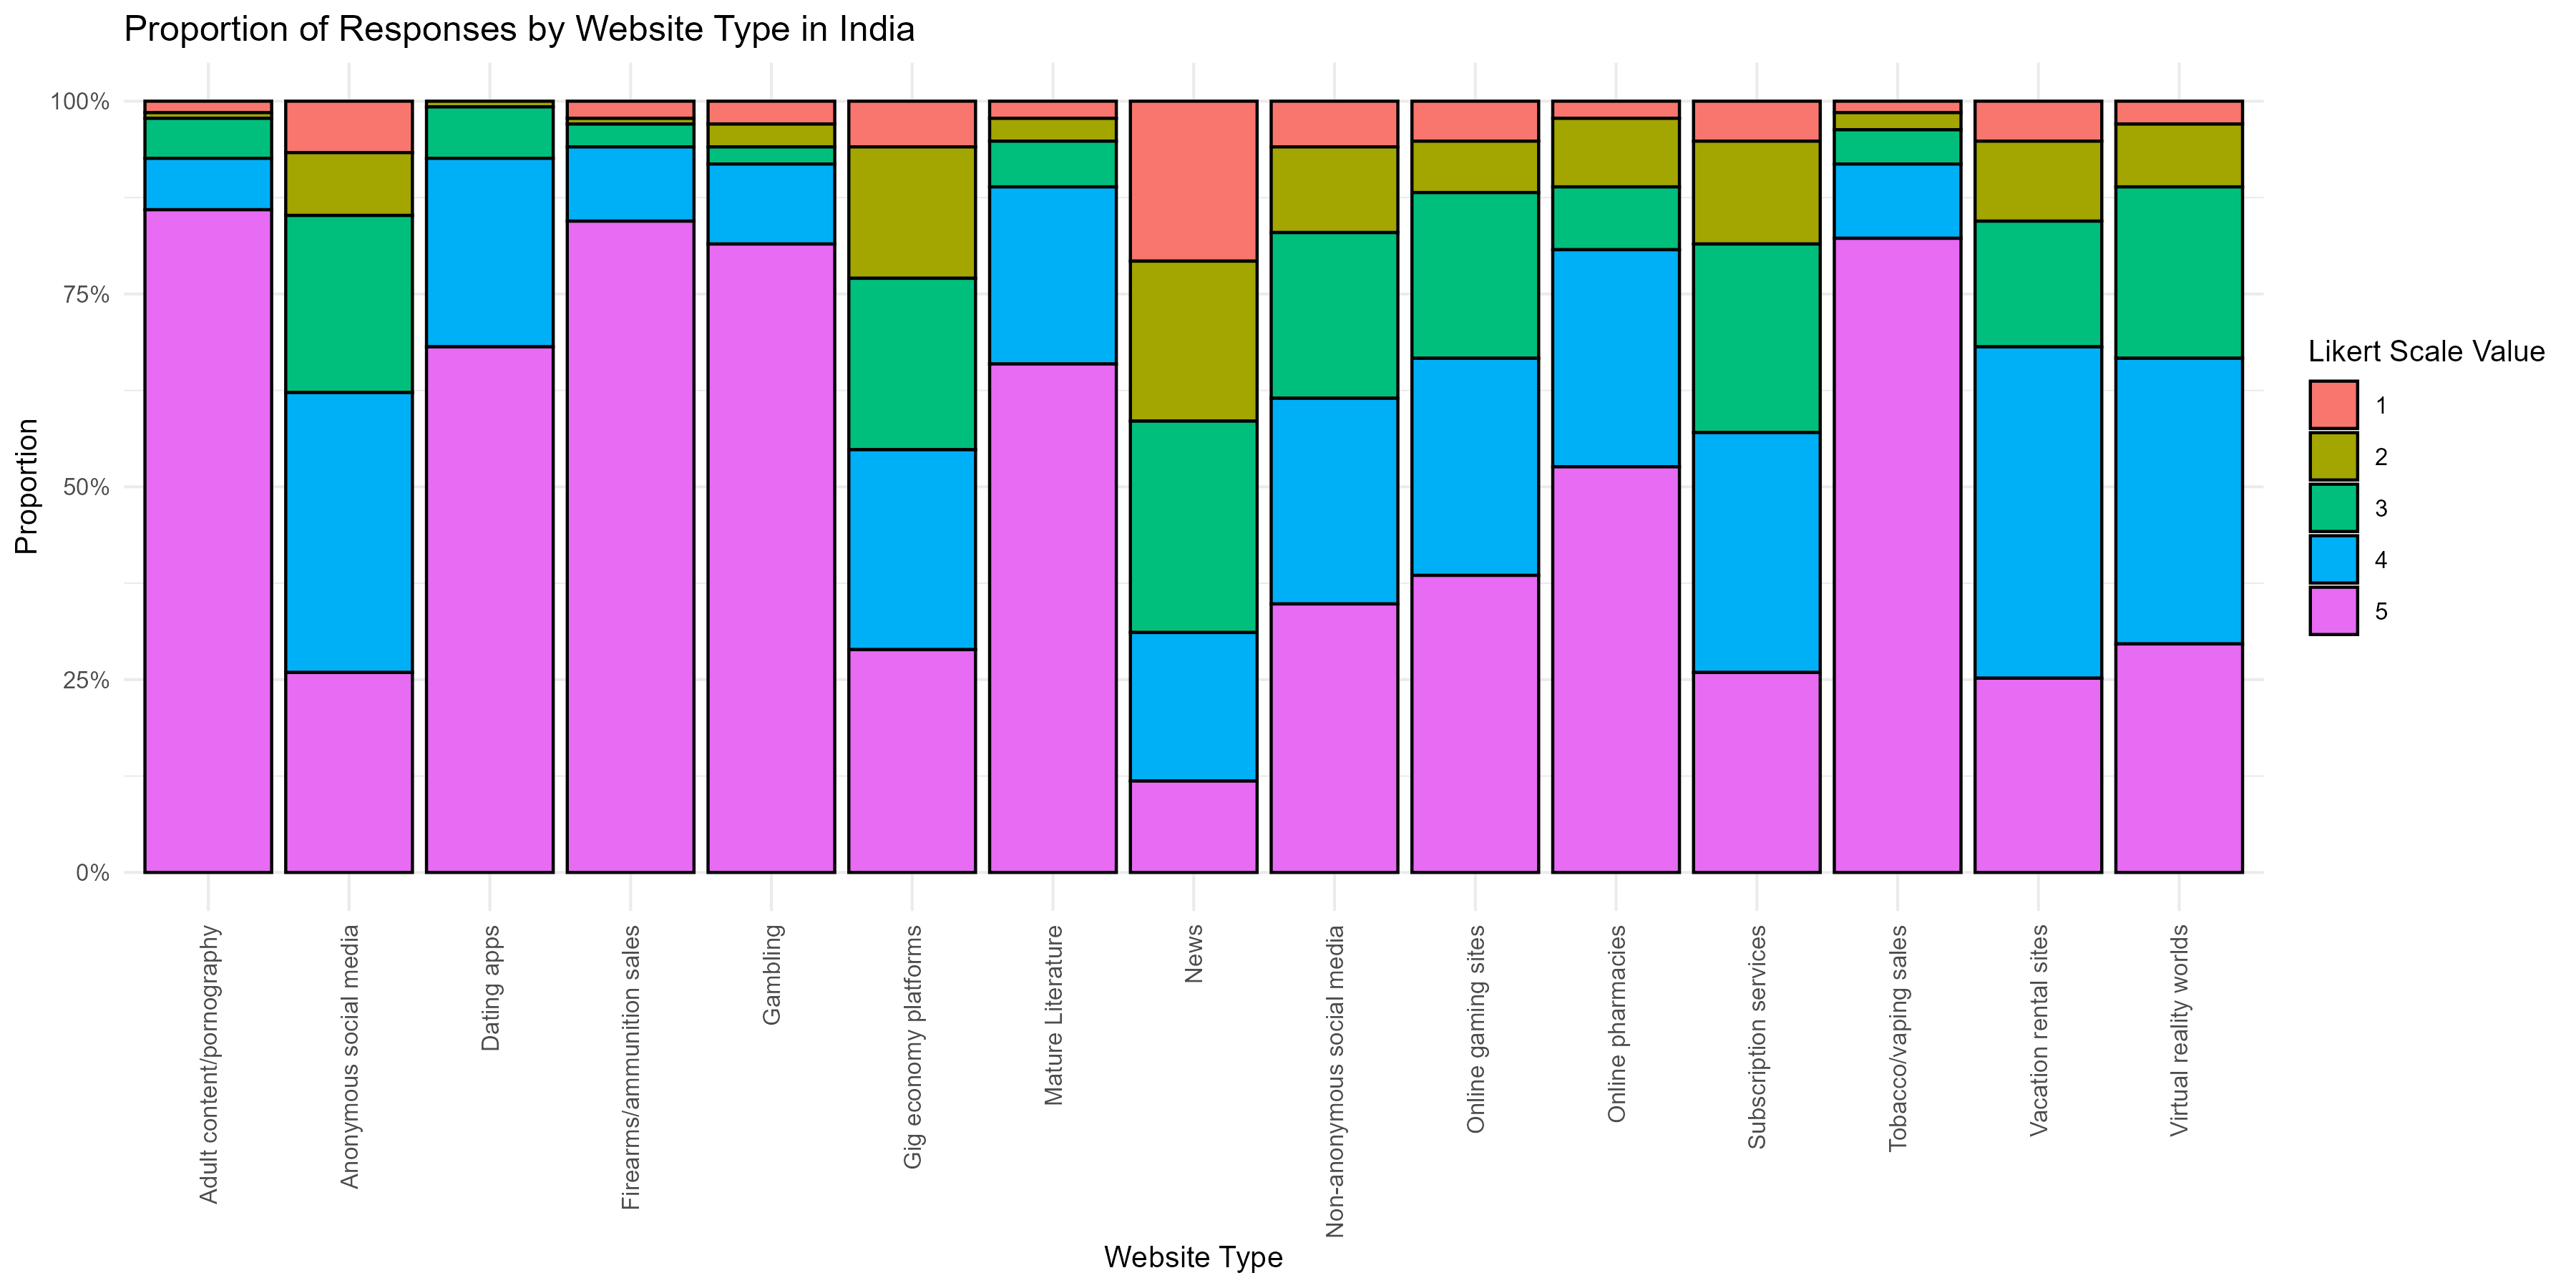 Proportion of Responses by Website Type in India
Proportion
100%
75%
50%
25%
0%
Adult content/pornography
Anonymous social media
Dating apps
Firearms/ammunition sales
Gambling
Gig economy platforms
Mature Literature
News
Non-anonymous social media
Online gaming sites
Online pharmacies
Subscription services
Tobacco/vaping sales
Vacation rental sites
Virtual reality worlds
Website Type
Likert Scale Value
1
2
3
4
5